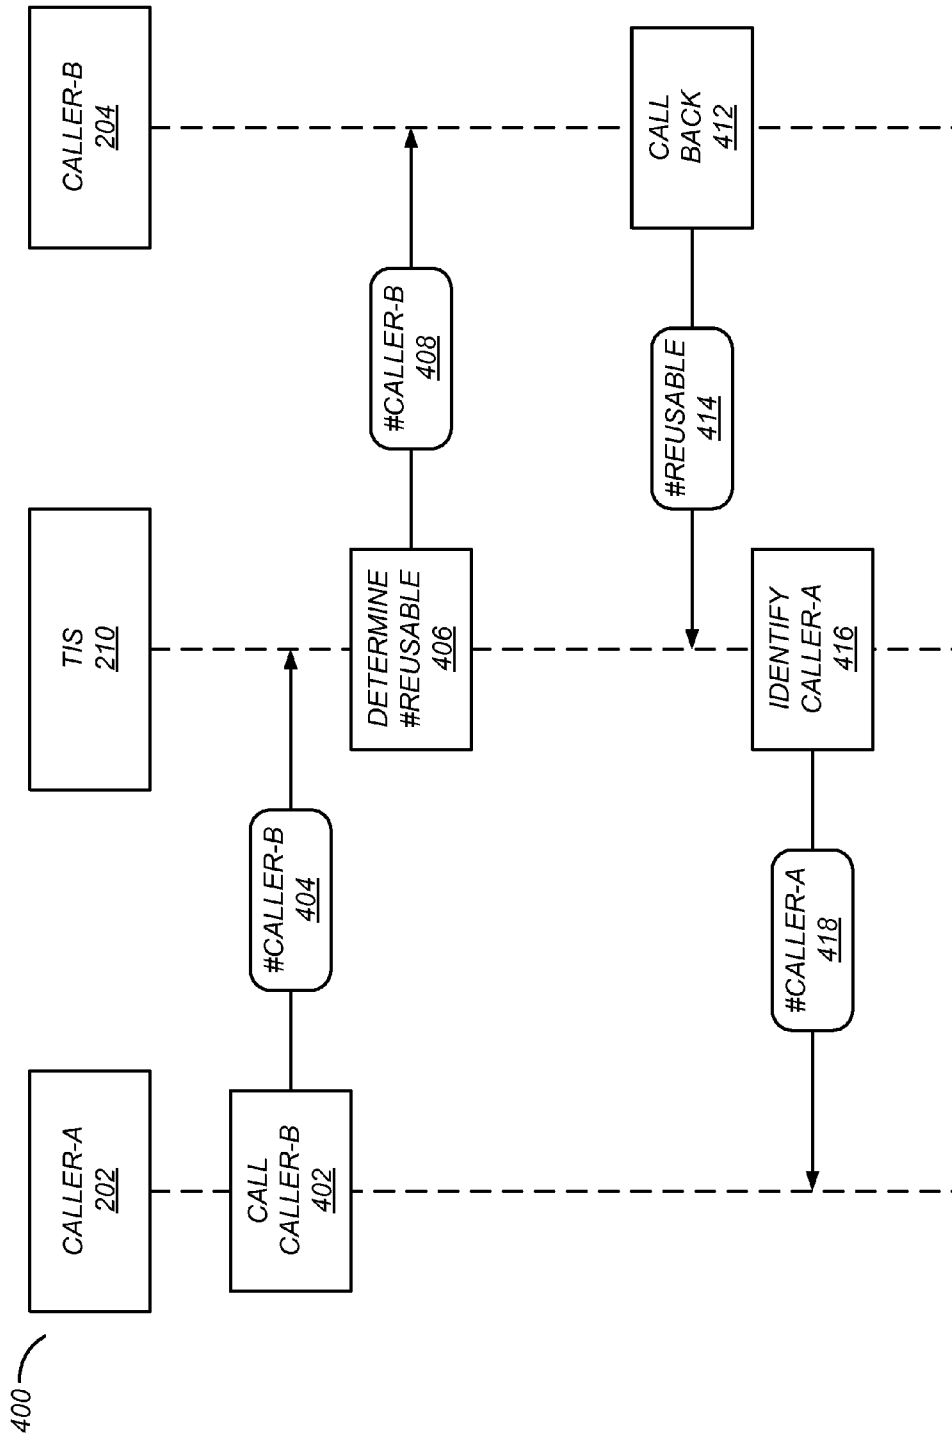 400
CALLER-A
202
TIS
210
CALLER-B
204
CALL
CALLER-B
402
#CALLER-B
404
DETERMINE
#REUSABLE
406
#CALLER-B
408
CALL
BACK
412
#REUSABLE
414
IDENTIFY
CALLER-A
416
#CALLER-A
418